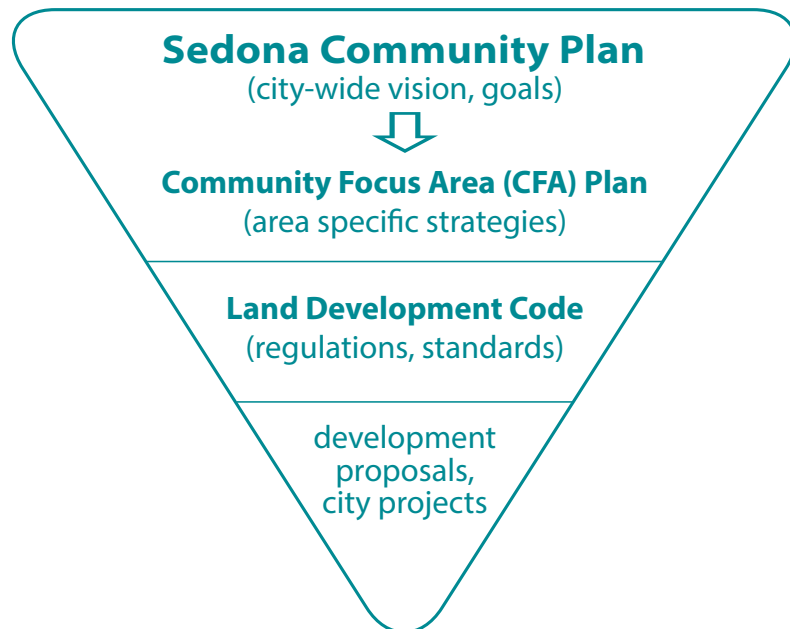 Sedona Community Plan
(city-wide vision, goals)
Community Focus Area (CFA) Plan
(area specific strategies)
Land Development Code
(regulations, standards)
development
proposals,
city projects